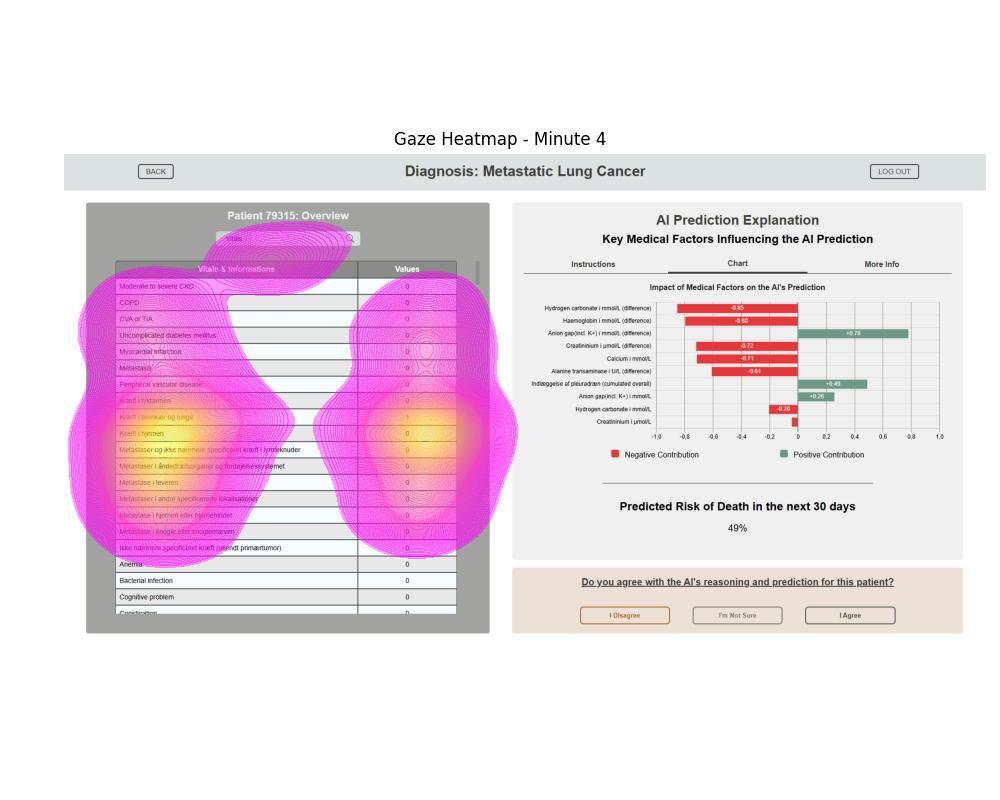 Gaze Heatmap - Minute 4
BACK
Diagnosis: Metastatic Lung Cancer
LOG OUT
Patient 79315: Overview
Vitals
Vitals & Informations Values
Moderate to severe CKD 0
COPD 0
CVA or TIA 0
Uncomplicated diabetes mellitus 0
Myocardial infarction 0
Metastasis 0
Peripheral vascular disease 0
Kræft i lyktarmen 0
Kræft i bronkier og lunge 1
Kræft i hjernen 0
Metastaser og ikke nærmere specificeret kræft i lymfeknuder 0
Metastaser i åndedrætsorganer og fordøjelsessystemet 0
Metastase i leveren 0
Metastaser i andre specificerede lokalisationer 0
Metastase i hjernen eller hjernehinder 0
Metastase i knogle eller knoglemarven 0
Ikke nærmere specificeret kræft (ukendt primærtumor) 0
Anemia 0
Bacterial infection 0
Cognitive problem 0
Constipation 0
AI Prediction Explanation
Key Medical Factors Influencing the AI Prediction
Instructions Chart More Info
Impact of Medical Factors on the AI's Prediction
Hydrogen carbonate i mmol/L (difference) -0.85
Haemoglobin i mmol/L (difference) -0.80
Anion gap(incl. K+) i mmol/L (difference) +0.78
Creatininium i µmol/L (difference) -0.72
Calcium i mmol/L -0.71
Alanine transaminase i U/L (difference) -0.61
Indlæggelse af pleuradræn (cumulated overall) +0.49
Anion gap(incl. K+) i mmol/L +0.26
Hydrogen carbonate i mmol/L -0.20
Creatininium i µmol/L
-1,0 -0,8 -0,6 -0,4 -0,2 0 0,2 0,4 0,6 0,8 1,0
Negative Contribution Positive Contribution
Predicted Risk of Death in the next 30 days
49%
Do you agree with the AI's reasoning and prediction for this patient?
I Disagree I'm Not Sure I Agree